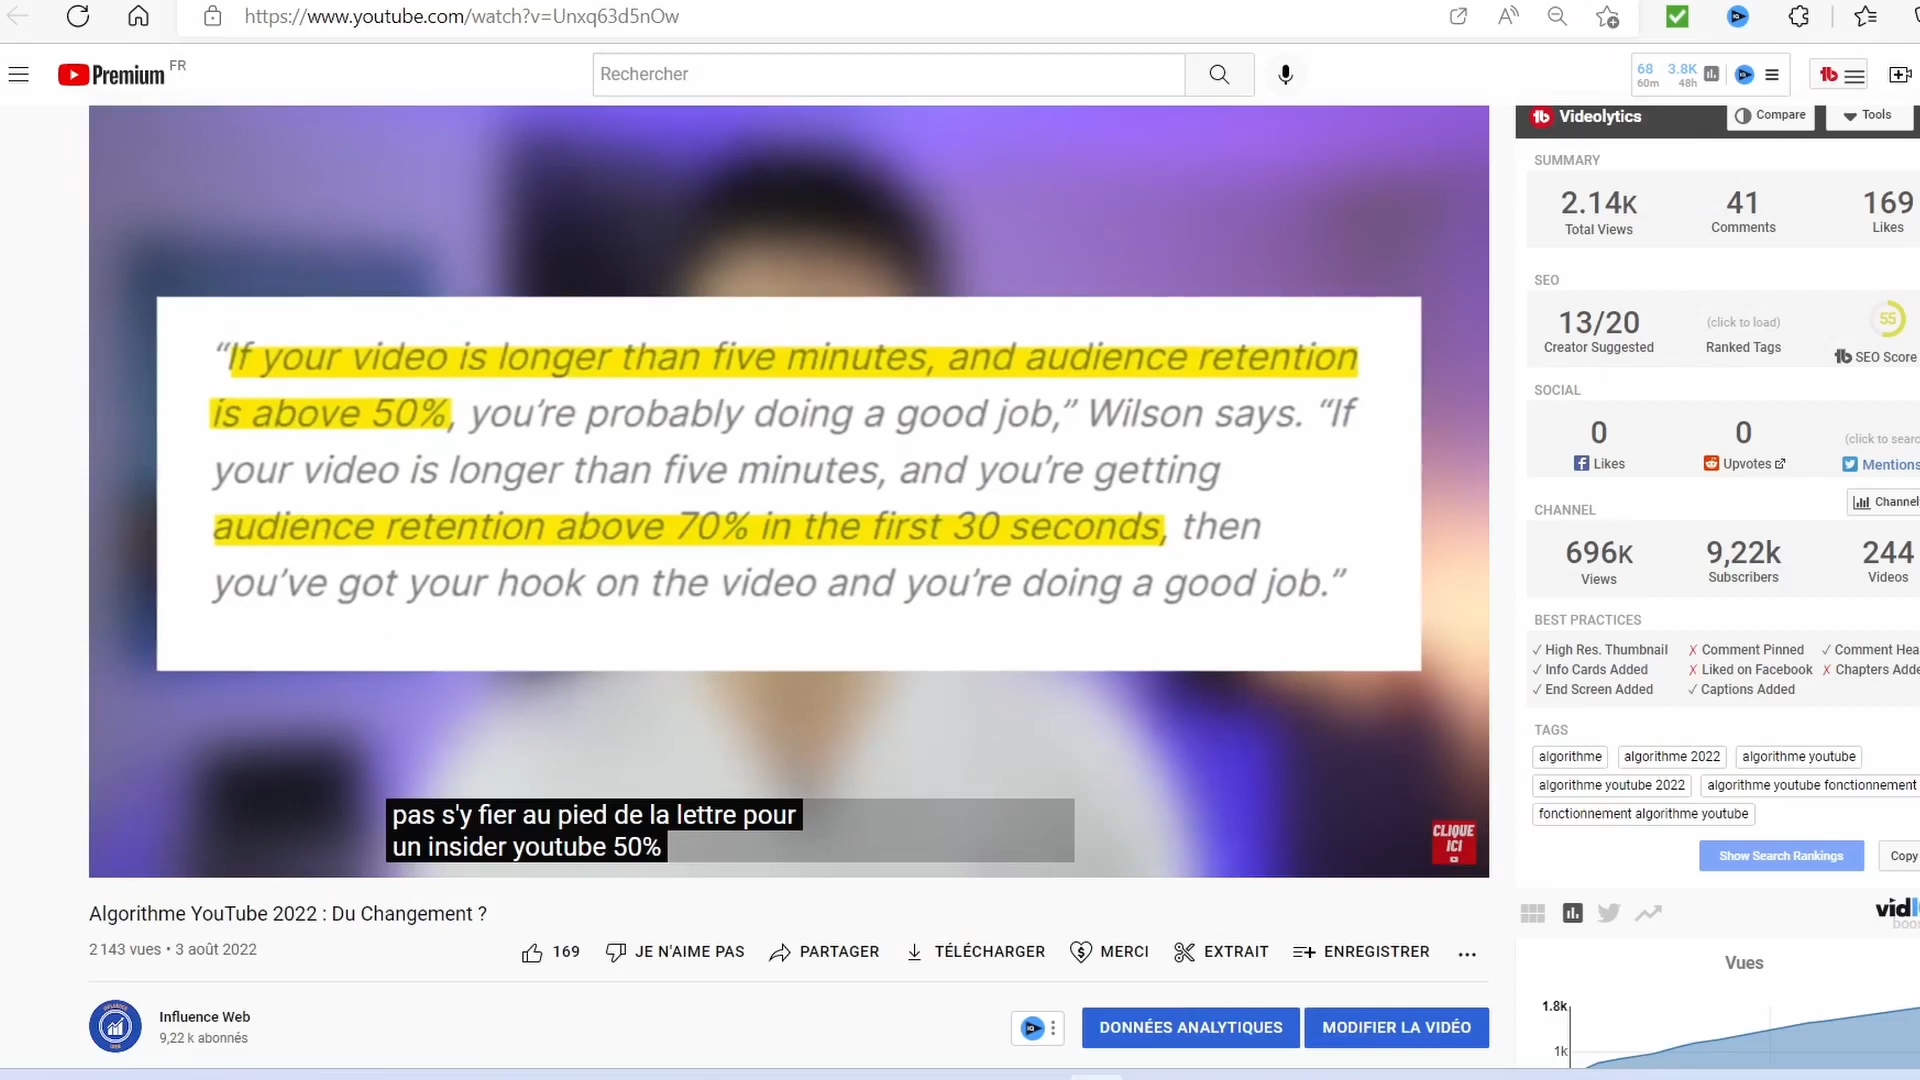 https://www.youtube.com/watch?v=Unxq63d5nOw
Premium FR
Rechercher
68 3.8K
60m 48h
Videolytics Compare Tools
SUMMARY
2.14K 41 169
Total Views Comments Likes
SEO
13/20 (click to load) 55
Creator Suggested Ranked Tags SEO Score
SOCIAL
0 0 (click to searc
Likes Upvotes Mentions
CHANNEL Channel
696K 9,22k 244
Views Subscribers Videos
BEST PRACTICES
✓ High Res. Thumbnail ✗ Comment Pinned ✓ Comment Hea
✓ Info Cards Added ✗ Liked on Facebook ✗ Chapters Adde
✓ End Screen Added ✓ Captions Added
TAGS
algorithme algorithme 2022 algorithme youtube
algorithme youtube 2022 algorithme youtube fonctionnement
fonctionnement algorithme youtube
Show Search Rankings Copy
“If your video is longer than five minutes, and audience retention
is above 50%, you’re probably doing a good job,” Wilson says. “If
your video is longer than five minutes, and you’re getting
audience retention above 70% in the first 30 seconds, then
you’ve got your hook on the video and you’re doing a good job.”
pas s'y fier au pied de la lettre pour
un insider youtube 50%
CLIQUE
ICI
Algorithme YouTube 2022 : Du Changement ?
2 143 vues • 3 août 2022
169 JE N'AIME PAS PARTAGER TÉLÉCHARGER MERCI EXTRAIT ENREGISTRER ...
Influence Web
9,22 k abonnés
DONNÉES ANALYTIQUES MODIFIER LA VIDÉO
vidI
boo
Vues
1.8k
1k